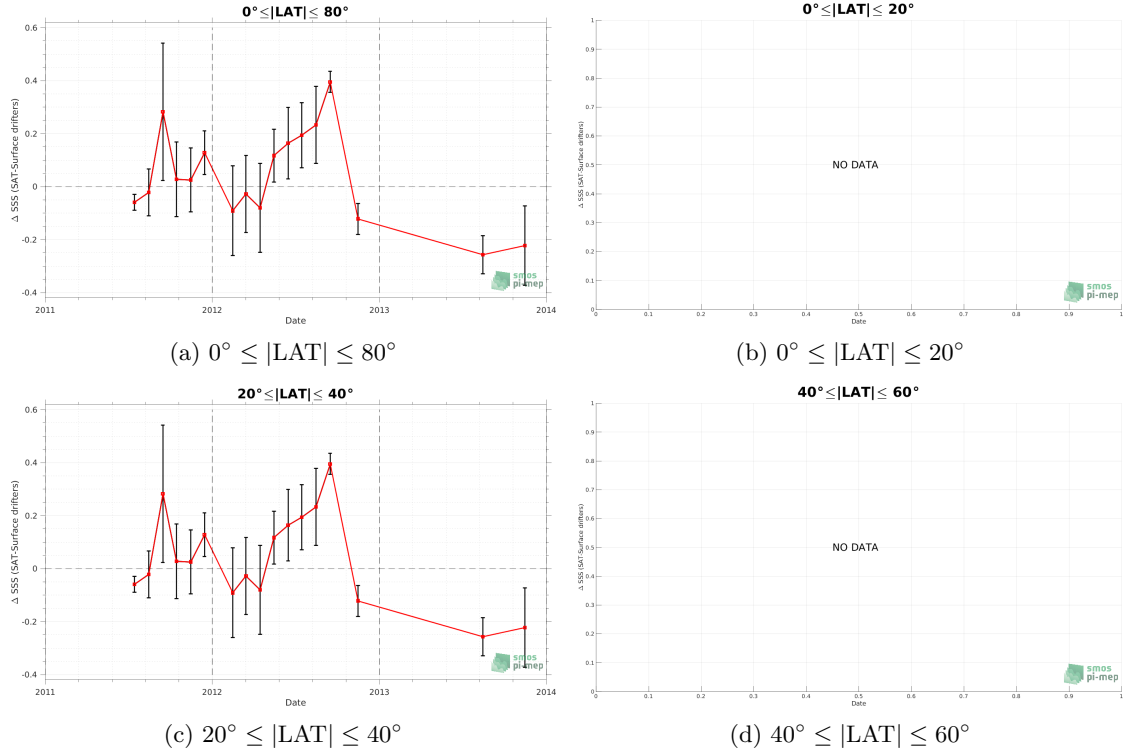 0°≤|LAT|≤ 80°
Δ SSS (SAT-Surface drifters)
0.6
0.4
0.2
0
-0.2
-0.4
2011
2012
2013
2014
Date
smos
pi-mep
(a) 0° ≤ |LAT| ≤ 80°
0°≤|LAT|≤ 20°
Δ SSS (SAT-Surface drifters)
1
0.9
0.8
0.7
0.6
0.5
0.4
0.3
0.2
0.1
0
NO DATA
0
0.1
0.2
0.3
0.4
0.5
0.6
0.7
0.8
0.9
1
Date
smos
pi-mep
(b) 0° ≤ |LAT| ≤ 20°
20°≤|LAT|≤ 40°
Δ SSS (SAT-Surface drifters)
0.6
0.4
0.2
0
-0.2
-0.4
2011
2012
2013
2014
Date
smos
pi-mep
(c) 20° ≤ |LAT| ≤ 40°
40°≤|LAT|≤ 60°
Δ SSS (SAT-Surface drifters)
1
0.9
0.8
0.7
0.6
0.5
0.4
0.3
0.2
0.1
0
NO DATA
0
0.1
0.2
0.3
0.4
0.5
0.6
0.7
0.8
0.9
1
Date
smos
pi-mep
(d) 40° ≤ |LAT| ≤ 60°